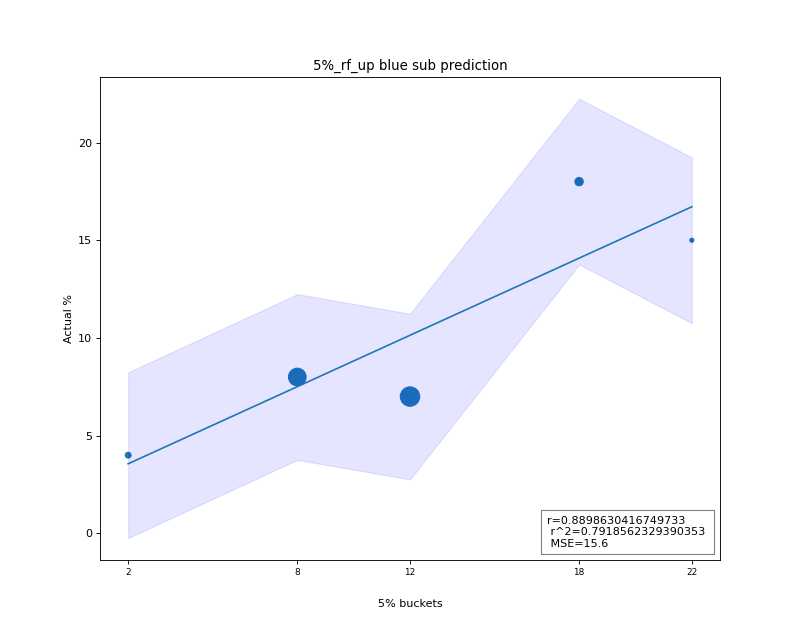 5%_rf_up blue sub prediction
Actual %
20
15
10
5
0
2 8 12 18 22
5% buckets
r=0.8898630416749733
r^2=0.7918562329390353
MSE=15.6